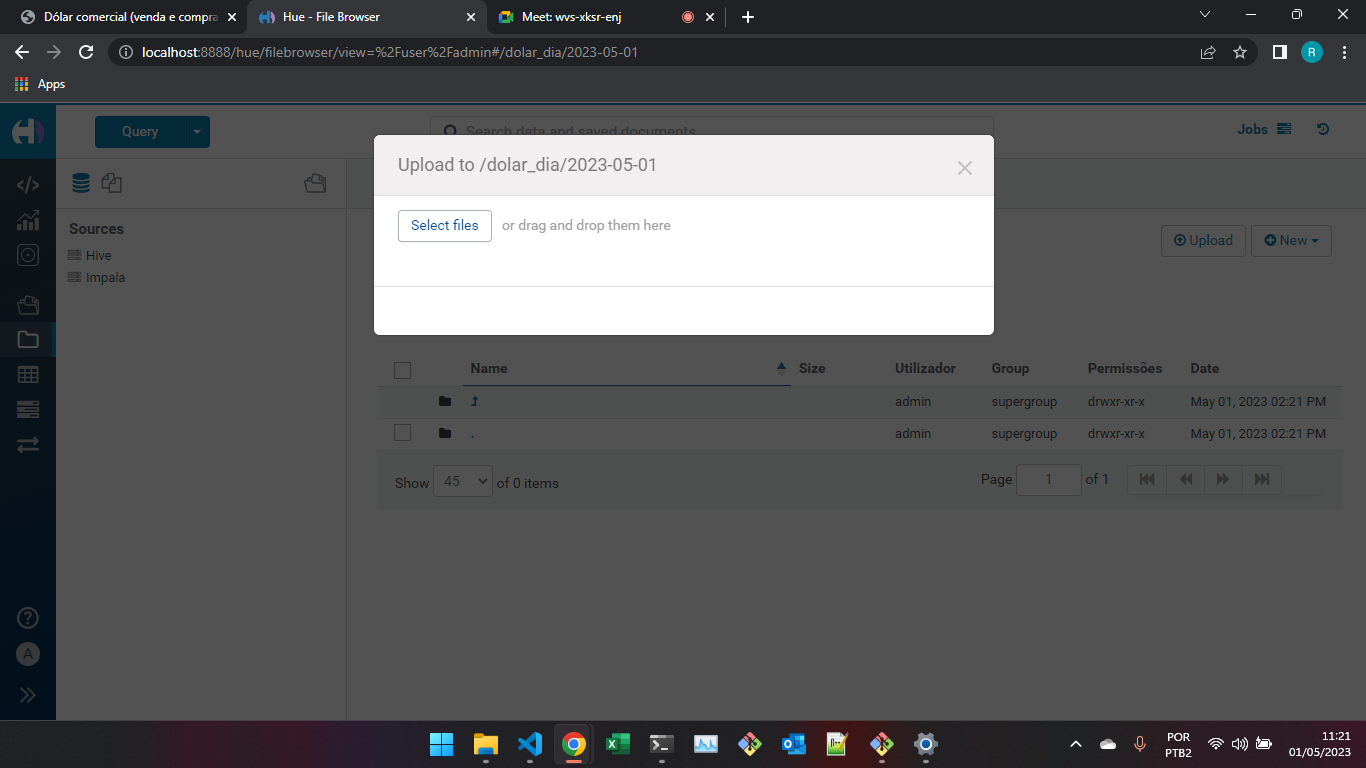 Dólar comercial (venda e compra
Hue - File Browser
Meet: wvs-xksr-enj
localhost:8888/hue/filebrowser/view=%2Fuser%2Fadmin#/dolar_dia/2023-05-01
R
Apps
Query
Search data and saved documents...
Jobs
Upload to /dolar_dia/2023-05-01
Select files
or drag and drop them here
Sources
Hive
Impala
Upload
New
Name
Size
Utilizador
Group
Permissões
Date
admin
supergroup
drwxr-xr-x
May 01, 2023 02:21 PM
.
admin
supergroup
drwxr-xr-x
May 01, 2023 02:21 PM
Show 45 of 0 items
Page 1 of 1
A
POR
PTB2
11:21
01/05/2023